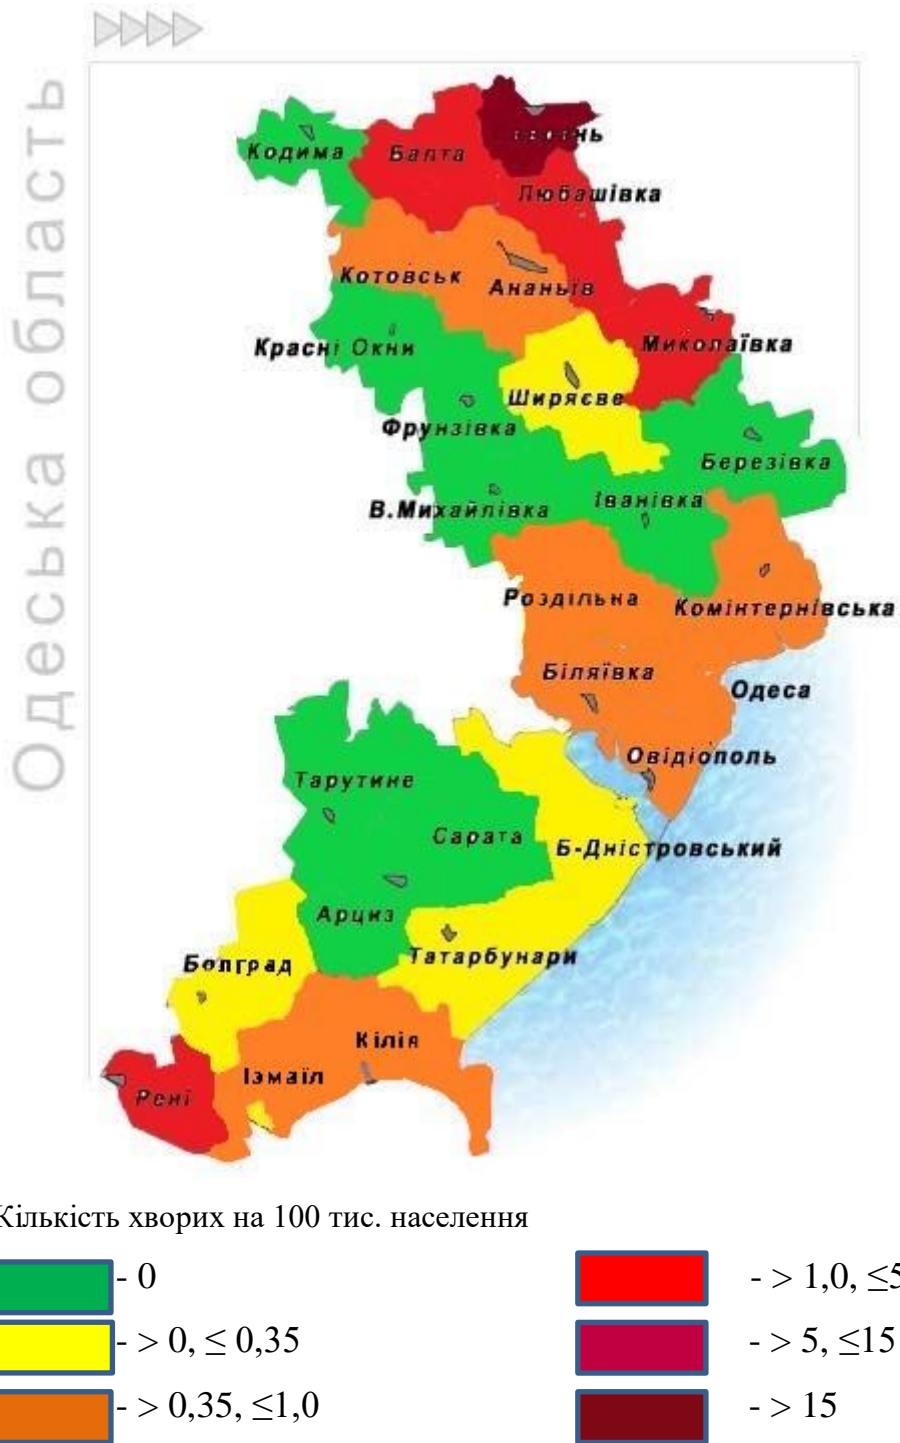 Одеська область
Кодима
Балта
Любашівка
Котовськ
Ананьїв
Красні Окни
Миколаївка
Ширяєве
Фрунзівка
Березівка
Іванівка
В.Михайлівка
Роздільна
Комінтернівська
Біляївка
Одеса
Овідіополь
Тарутине
Сарата
Б-Дністровський
Арциз
Татарбунари
Болград
Кілія
Ізмаїл
Рені
Кількість хворих на 100 тис. населення
- 0
- > 1,0, ≤5
- > 0, ≤ 0,35
- > 5, ≤15
- > 0,35, ≤1,0
- > 15